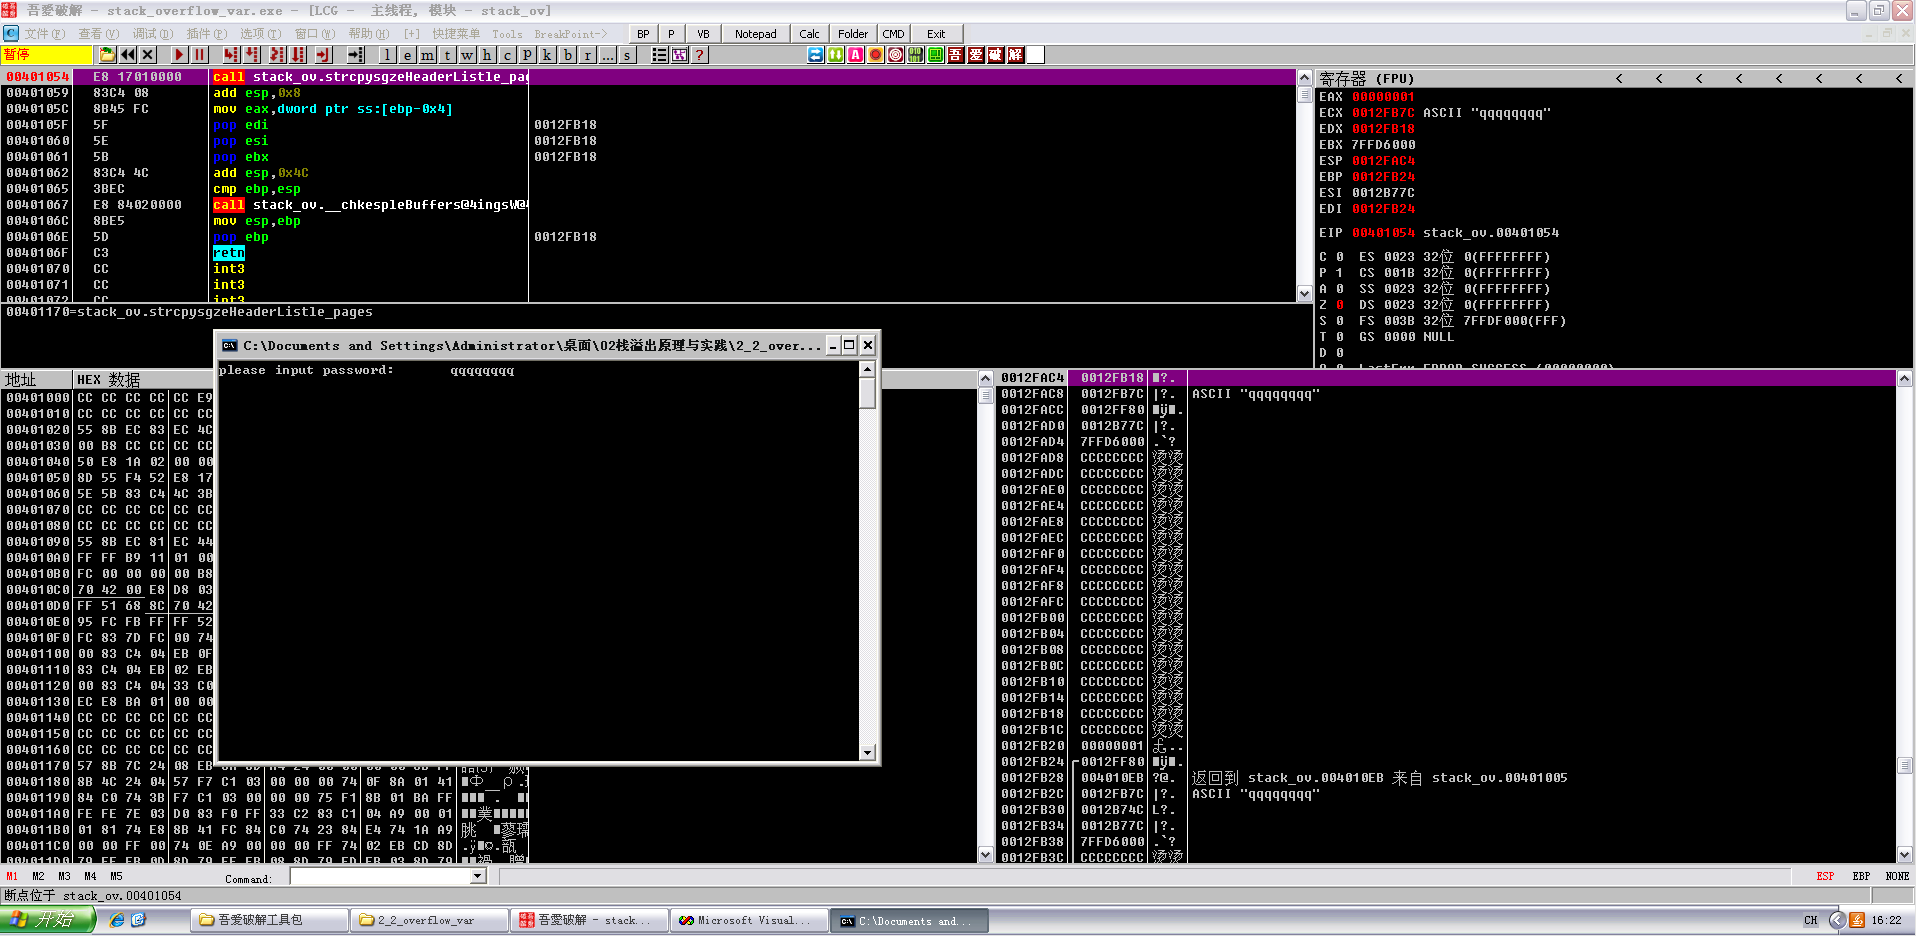 吾爱破解 - stack_overflow_var.exe - [LCG - 主线程, 模块 - stack_ov]
文件(F) 查看(V) 调试(D) 插件(P) 选项(T) 窗口(W) 帮助(H) [+] 快捷菜单 Tools BreakPoint->
BP P VB Notepad Calc Folder CMD Exit
暂停
l e m t w h c p k b r ... s
? 吾 爱 破 解
00401054 E8 17010000 call stack_ov.strcpysgzeHeaderListle_pa
00401059 83C4 08 add esp,0x8
0040105C 8B45 FC mov eax,dword ptr ss:[ebp-0x4]
0040105F 5F pop edi 0012FB18
00401060 5E pop esi 0012FB18
00401061 5B pop ebx 0012FB18
00401062 83C4 4C add esp,0x4C
00401065 3BEC cmp ebp,esp
00401067 E8 84020000 call stack_ov.__chkespleBuffers@4ingsW@
0040106C 8BE5 mov esp,ebp
0040106E 5D pop ebp 0012FB18
0040106F C3 retn
00401070 CC int3
00401071 CC int3
00401072 CC int3
00401170=stack_ov.strcpysgzeHeaderListle_pages
寄存器 (FPU) < < < < < < < <
EAX 00000001
ECX 0012FB7C ASCII "qqqqqqqq"
EDX 0012FB18
EBX 7FFD6000
ESP 0012FAC4
EBP 0012FB24
ESI 0012B77C
EDI 0012FB24
EIP 00401054 stack_ov.00401054
C 0 ES 0023 32位 0(FFFFFFFF)
P 1 CS 001B 32位 0(FFFFFFFF)
A 0 SS 0023 32位 0(FFFFFFFF)
Z 0 DS 0023 32位 0(FFFFFFFF)
S 0 FS 003B 32位 7FFDF000(FFF)
T 0 GS 0000 NULL
D 0
O 0 LastErr ERROR_SUCCESS (00000000)
C:\Documents and Settings\Administrator\桌面\02栈溢出原理与实践\2_2_over...
please input password: qqqqqqqq
地址 HEX 数据
00401000 CC CC CC CC CC E9
00401010 CC CC CC CC CC CC
00401020 55 8B EC 83 EC 4C
00401030 00 B8 CC CC CC CC
00401040 50 E8 1A 02 00 00
00401050 8D 55 F4 52 E8 17
00401060 5E 5B 83 C4 4C 3B
00401070 CC CC CC CC CC CC
00401080 CC CC CC CC CC CC
00401090 55 8B EC 81 EC 44
004010A0 FF FF B9 11 01 00
004010B0 FC 00 00 00 00 B8
004010C0 70 42 00 E8 D8 03
004010D0 FF 51 68 8C 70 42
004010E0 95 FC FB FF FF 52
004010F0 FC 83 7D FC 00 74
00401100 00 83 C4 04 EB 0F
00401110 83 C4 04 EB 02 EB
00401120 00 83 C4 04 33 C0
00401130 EC E8 BA 01 00 00
00401140 CC CC CC CC CC CC
00401150 CC CC CC CC CC CC
00401160 CC CC CC CC CC CC
00401170 57 8B 7C 24 08 EB
00401180 8B 4C 24 04 57 F7 C1 03 00 00 00 74 0F 8A 01 41
00401190 84 C0 74 3B F7 C1 03 00 00 00 75 F1 8B 01 BA FF
004011A0 FE FE 7E 03 D0 83 F0 FF 33 C2 83 C1 04 A9 00 01
004011B0 01 81 74 E8 8B 41 FC 84 C0 74 23 84 E4 74 1A A9
004011C0 00 00 FF 00 74 0E A9 00 00 00 FF 74 02 EB CD 8D
004011D0 79 FF EB 0D 8D 79 FE EB 08 8D 79 FD EB 03 8D 79
0012FAC4 0012FB18
0012FAC8 0012FB7C ASCII "qqqqqqqq"
0012FACC 0012FF80
0012FAD0 0012B77C
0012FAD4 7FFD6000
0012FAD8 CCCCCCCC 烫烫
0012FADC CCCCCCCC 烫烫
0012FAE0 CCCCCCCC 烫烫
0012FAE4 CCCCCCCC 烫烫
0012FAE8 CCCCCCCC 烫烫
0012FAEC CCCCCCCC 烫烫
0012FAF0 CCCCCCCC 烫烫
0012FAF4 CCCCCCCC 烫烫
0012FAF8 CCCCCCCC 烫烫
0012FAFC CCCCCCCC 烫烫
0012FB00 CCCCCCCC 烫烫
0012FB04 CCCCCCCC 烫烫
0012FB08 CCCCCCCC 烫烫
0012FB0C CCCCCCCC 烫烫
0012FB10 CCCCCCCC 烫烫
0012FB14 CCCCCCCC 烫烫
0012FB18 CCCCCCCC 烫烫
0012FB1C CCCCCCCC 烫烫
0012FB20 00000001
0012FB24 0012FF80
0012FB28 004010EB ?@. 返回到 stack_ov.004010EB 来自 stack_ov.00401005
0012FB2C 0012FB7C |?. ASCII "qqqqqqqq"
0012FB30 0012B74C L?.
0012FB34 0012B77C |?.
0012FB38 7FFD6000 .`?
0012FB3C CCCCCCCC 烫烫
M1 M2 M3 M4 M5 Command: ESP EBP NONE
断点位于 stack_ov.00401054
开始 吾爱破解工具包 2_2_overflow_var 吾爱破解 - stack... Microsoft Visual... C:\Documents and... CH 16:22